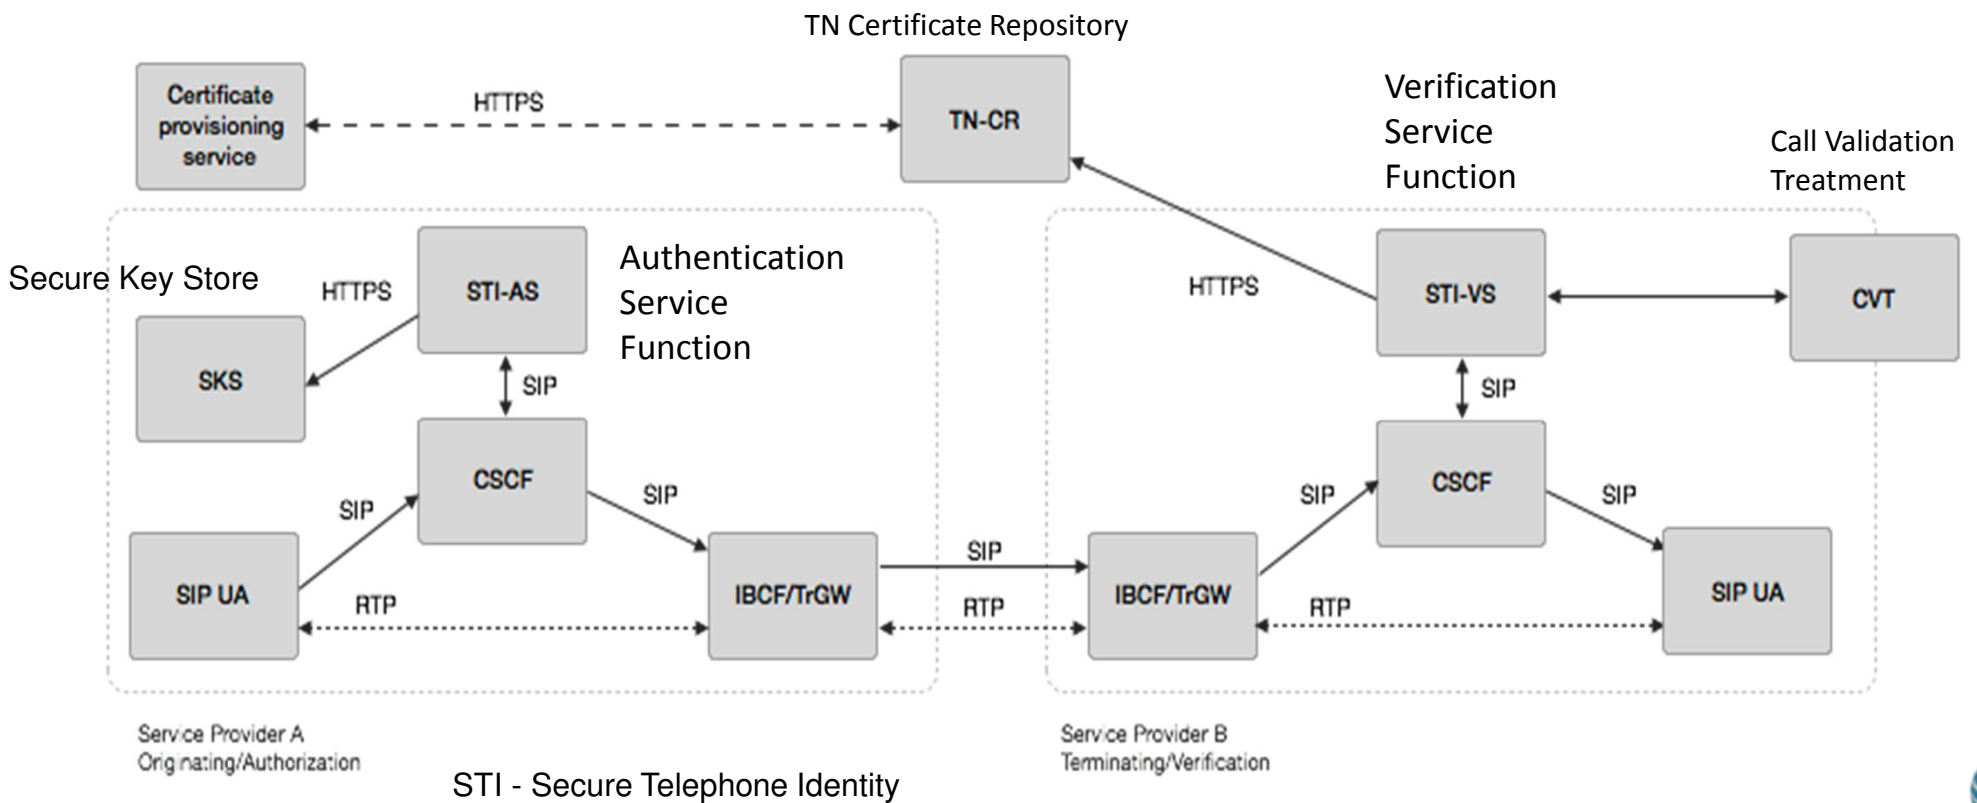 TN Certificate Repository
Certificate
provisioning
service
HTTPS
TN-CR
Verification
Service
Function
Call Validation
Treatment
Secure Key Store
HTTPS
STI-AS
Authentication
Service
Function
HTTPS
STI-VS
CVT
SKS
SIP
SIP
CSCF
CSCF
SIP
SIP
SIP
SIP
SIP UA
RTP
IBCF/TrGW
SIP
RTP
IBCF/TrGW
RTP
SIP UA
Service Provider A
Originating/Authorization
Service Provider B
Terminating/Verification
STI - Secure Telephone Identity